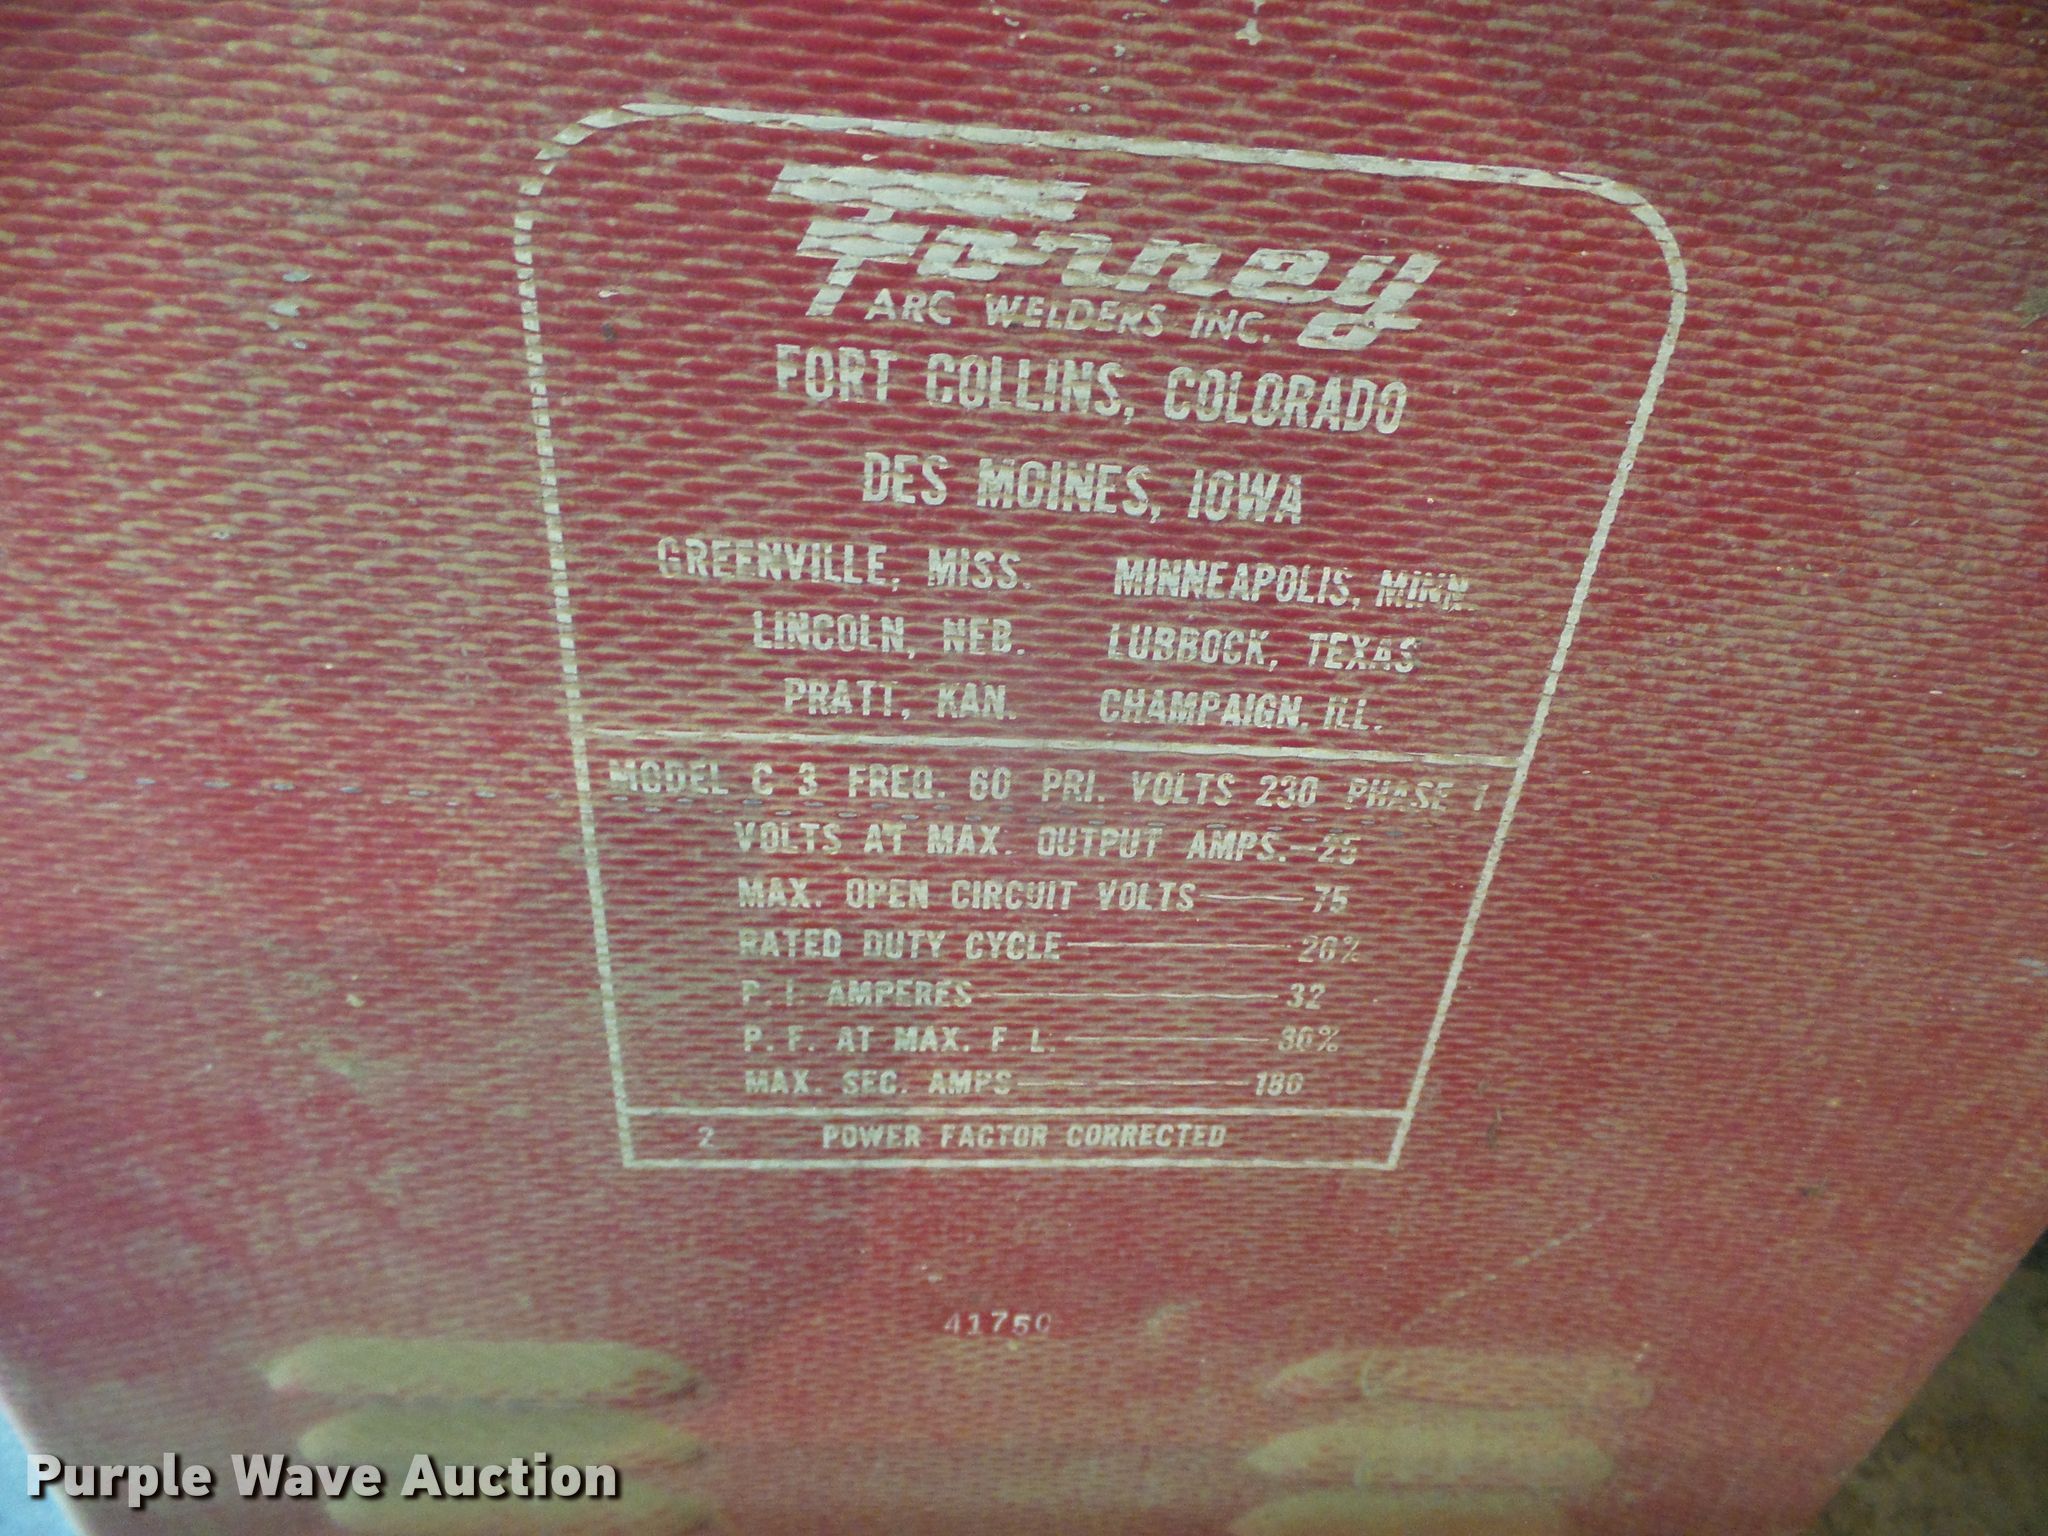 Forney
ARC WELDERS INC.
FORT COLLINS, COLORADO
DES MOINES, IOWA
GREENVILLE, MISS. MINNEAPOLIS, MINN.
LINCOLN, NEB. LUBBOCK, TEXAS
PRATT, KAN. CHAMPAIGN, ILL.
MODEL C 3 FREQ. 60 PRI. VOLTS 230 PHASE 1
VOLTS AT MAX. OUTPUT AMPS.—25
MAX. OPEN CIRCUIT VOLTS—75
RATED DUTY CYCLE—20%
P. I. AMPERES—32
P. F. AT MAX. F. L.—80%
MAX. SEC. AMPS—180
2 POWER FACTOR CORRECTED
41750
Purple Wave Auction